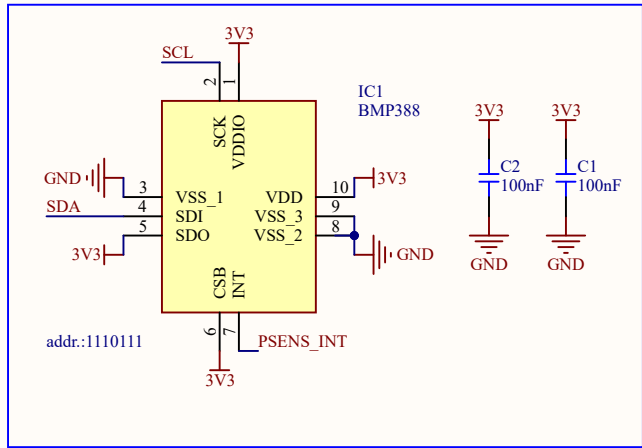 3V3
SCL
2
1
SCK
VDDIO
IC1
BMP388
GND
3
VSS_1
VDD
10
3V3
SDA
4
SDI
VSS_3
9
3V3
5
SDO
VSS_2
8
GND
CSB
INT
6
7
addr.:1110111
PSENS_INT
3V3
3V3
C2
100nF
GND
3V3
C1
100nF
GND